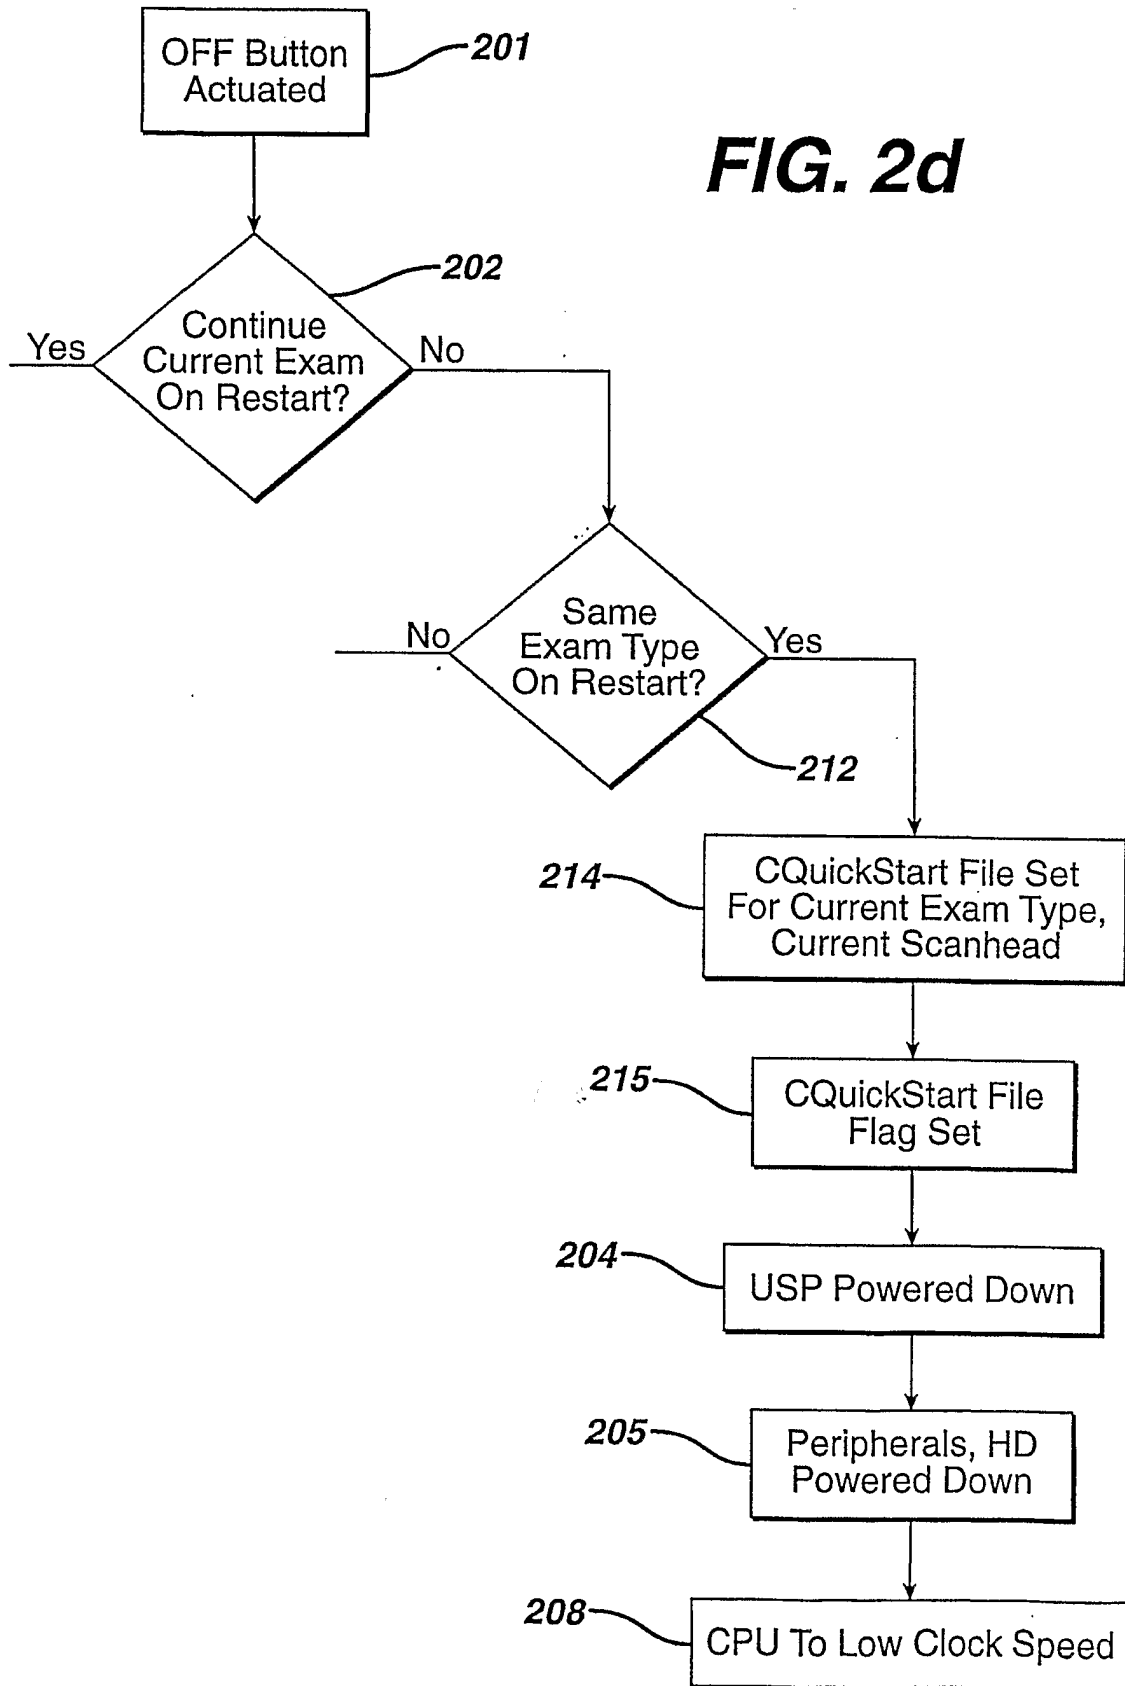 OFF Button
Actuated
201
FIG. 2d
202
Continue
Current Exam
On Restart?
Yes
No
Same
Exam Type
On Restart?
No
Yes
212
214
CQuickStart File Set
For Current Exam Type,
Current Scanhead
215
CQuickStart File
Flag Set
204
USP Powered Down
205
Peripherals, HD
Powered Down
208
CPU To Low Clock Speed